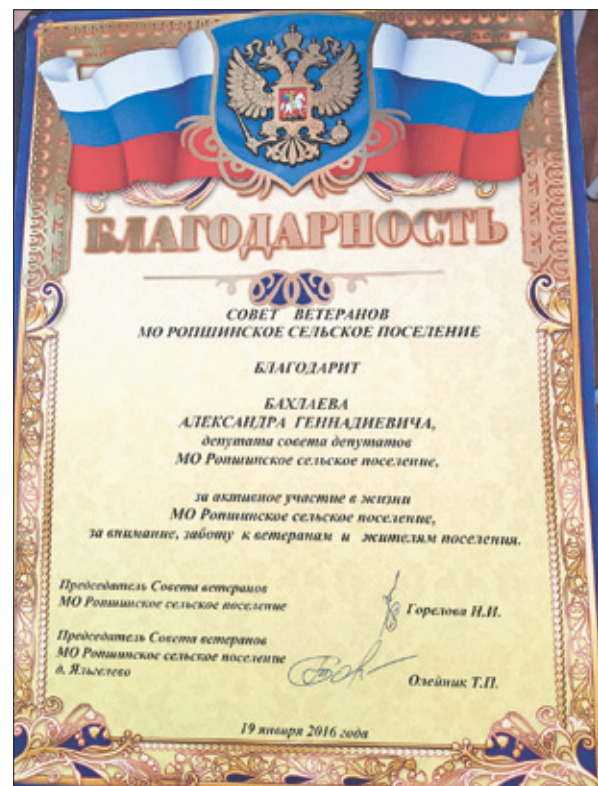 БЛАГОДАРНОСТЬ
СОВЕТ ВЕТЕРАНОВ
МО РОПШИНСКОЕ СЕЛЬСКОЕ ПОСЕЛЕНИЕ
БЛАГОДАРИТ
БАХЛАЕВА
АЛЕКСАНДРА ГЕННАДИЕВИЧА,
депутата совета депутатов
МО Ропшинское сельское поселение,
за активное участие в жизни
МО Ропшинское сельское поселение,
за внимание, заботу к ветеранам и жителям поселения.
Председатель Совета ветеранов
МО Ропшинское сельское поселение
Горелова Н.И.
Председатель Совета ветеранов
МО Ропшинское сельское поселение
д. Яльгелево
Олейник Т.П.
19 января 2016 года